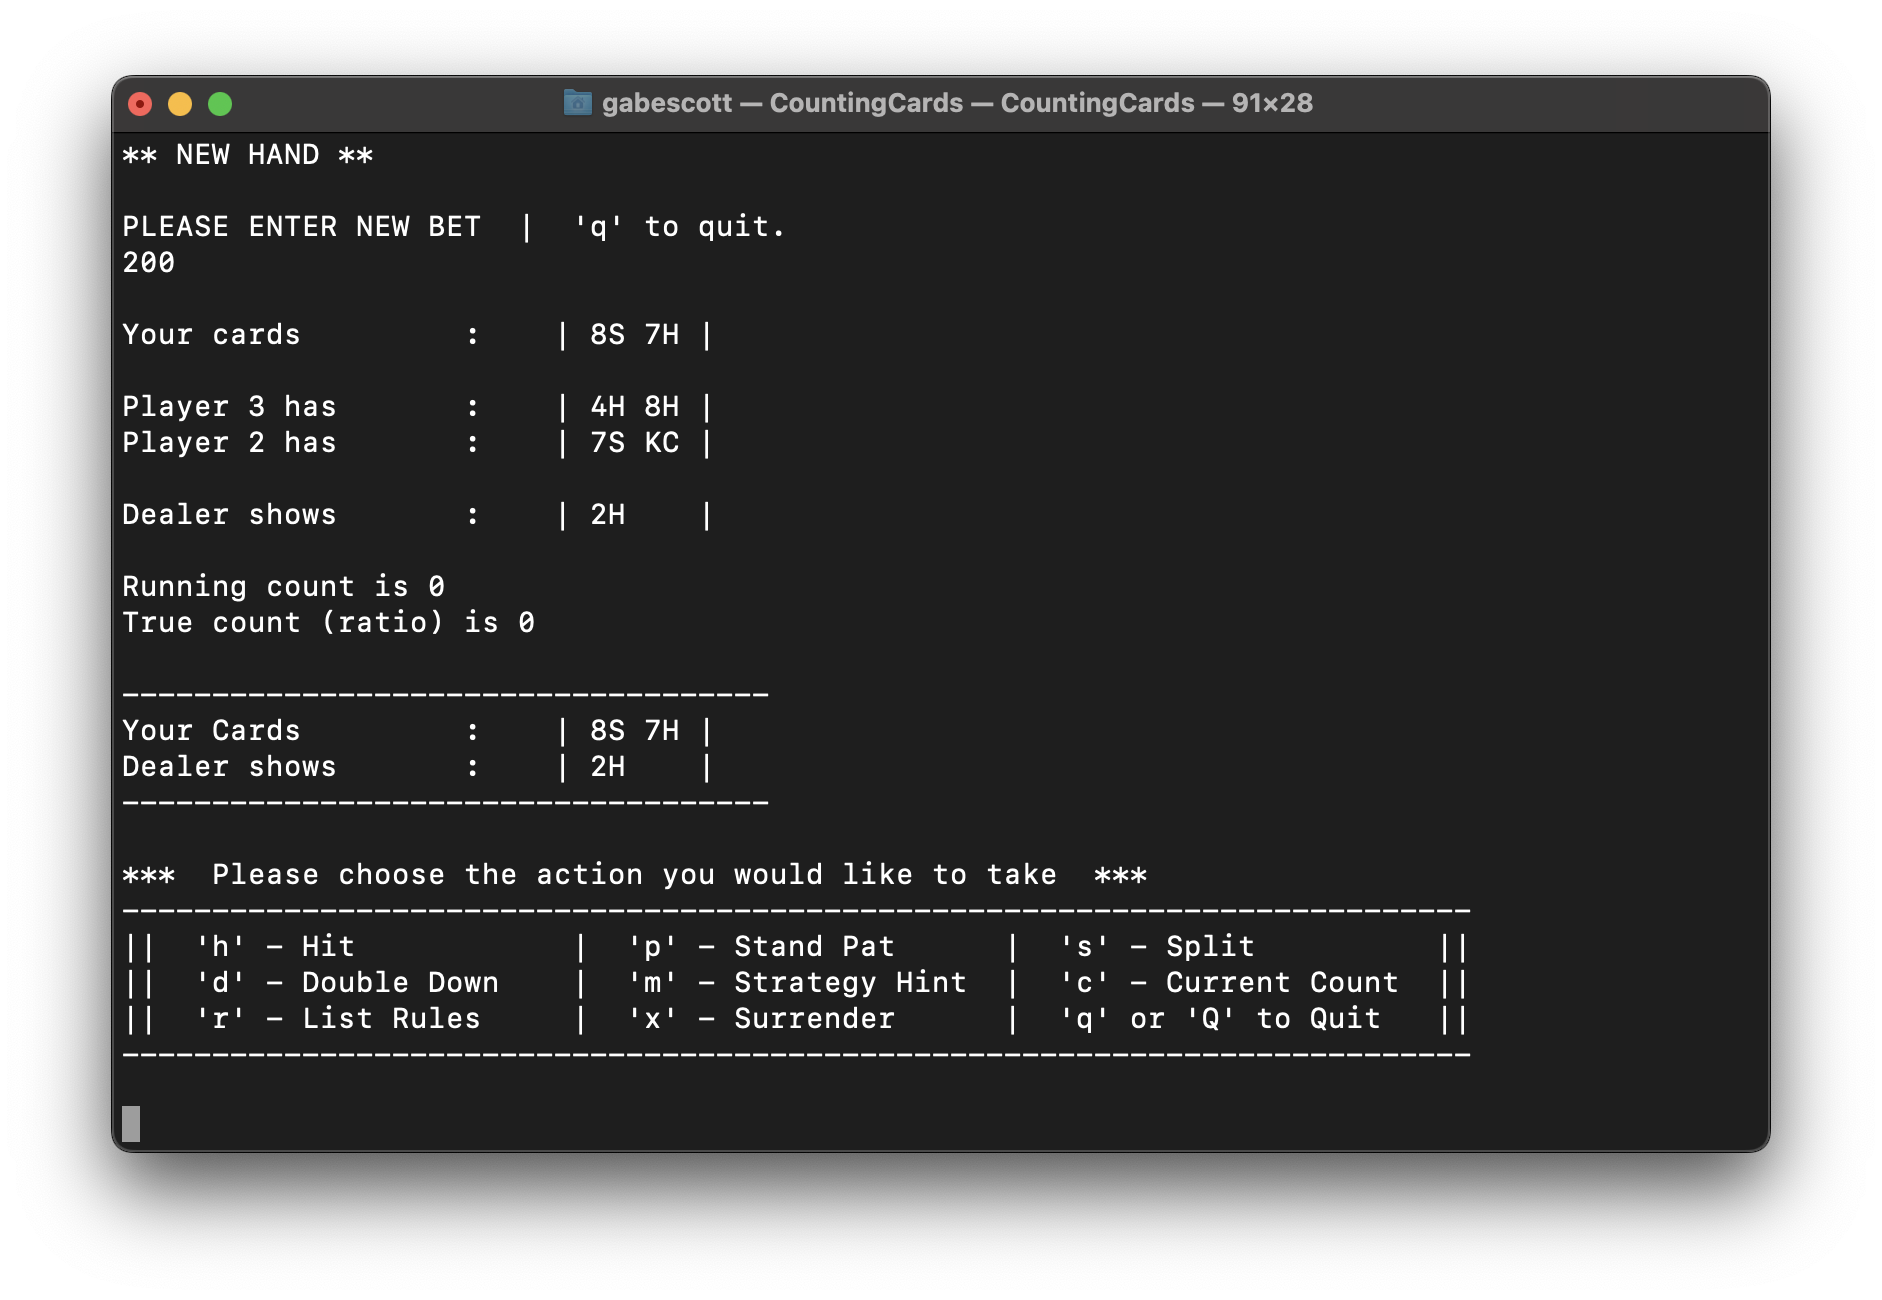 gabescott — CountingCards — CountingCards — 91×28
** NEW HAND **
PLEASE ENTER NEW BET  |  'q' to quit.
200
Your cards        :    | 8S 7H |
Player 3 has       :    | 4H 8H |
Player 2 has       :    | 7S KC |
Dealer shows       :    | 2H    |
Running count is 0
True count (ratio) is 0
------------------------------------
Your Cards         :    | 8S 7H |
Dealer shows       :    | 2H    |
------------------------------------
***  Please choose the action you would like to take  ***
---------------------------------------------------------------------------
||  'h' - Hit            |  'p' - Stand Pat      |  's' - Split          ||
||  'd' - Double Down    |  'm' - Strategy Hint  |  'c' - Current Count  ||
||  'r' - List Rules     |  'x' - Surrender      |  'q' or 'Q' to Quit   ||
---------------------------------------------------------------------------